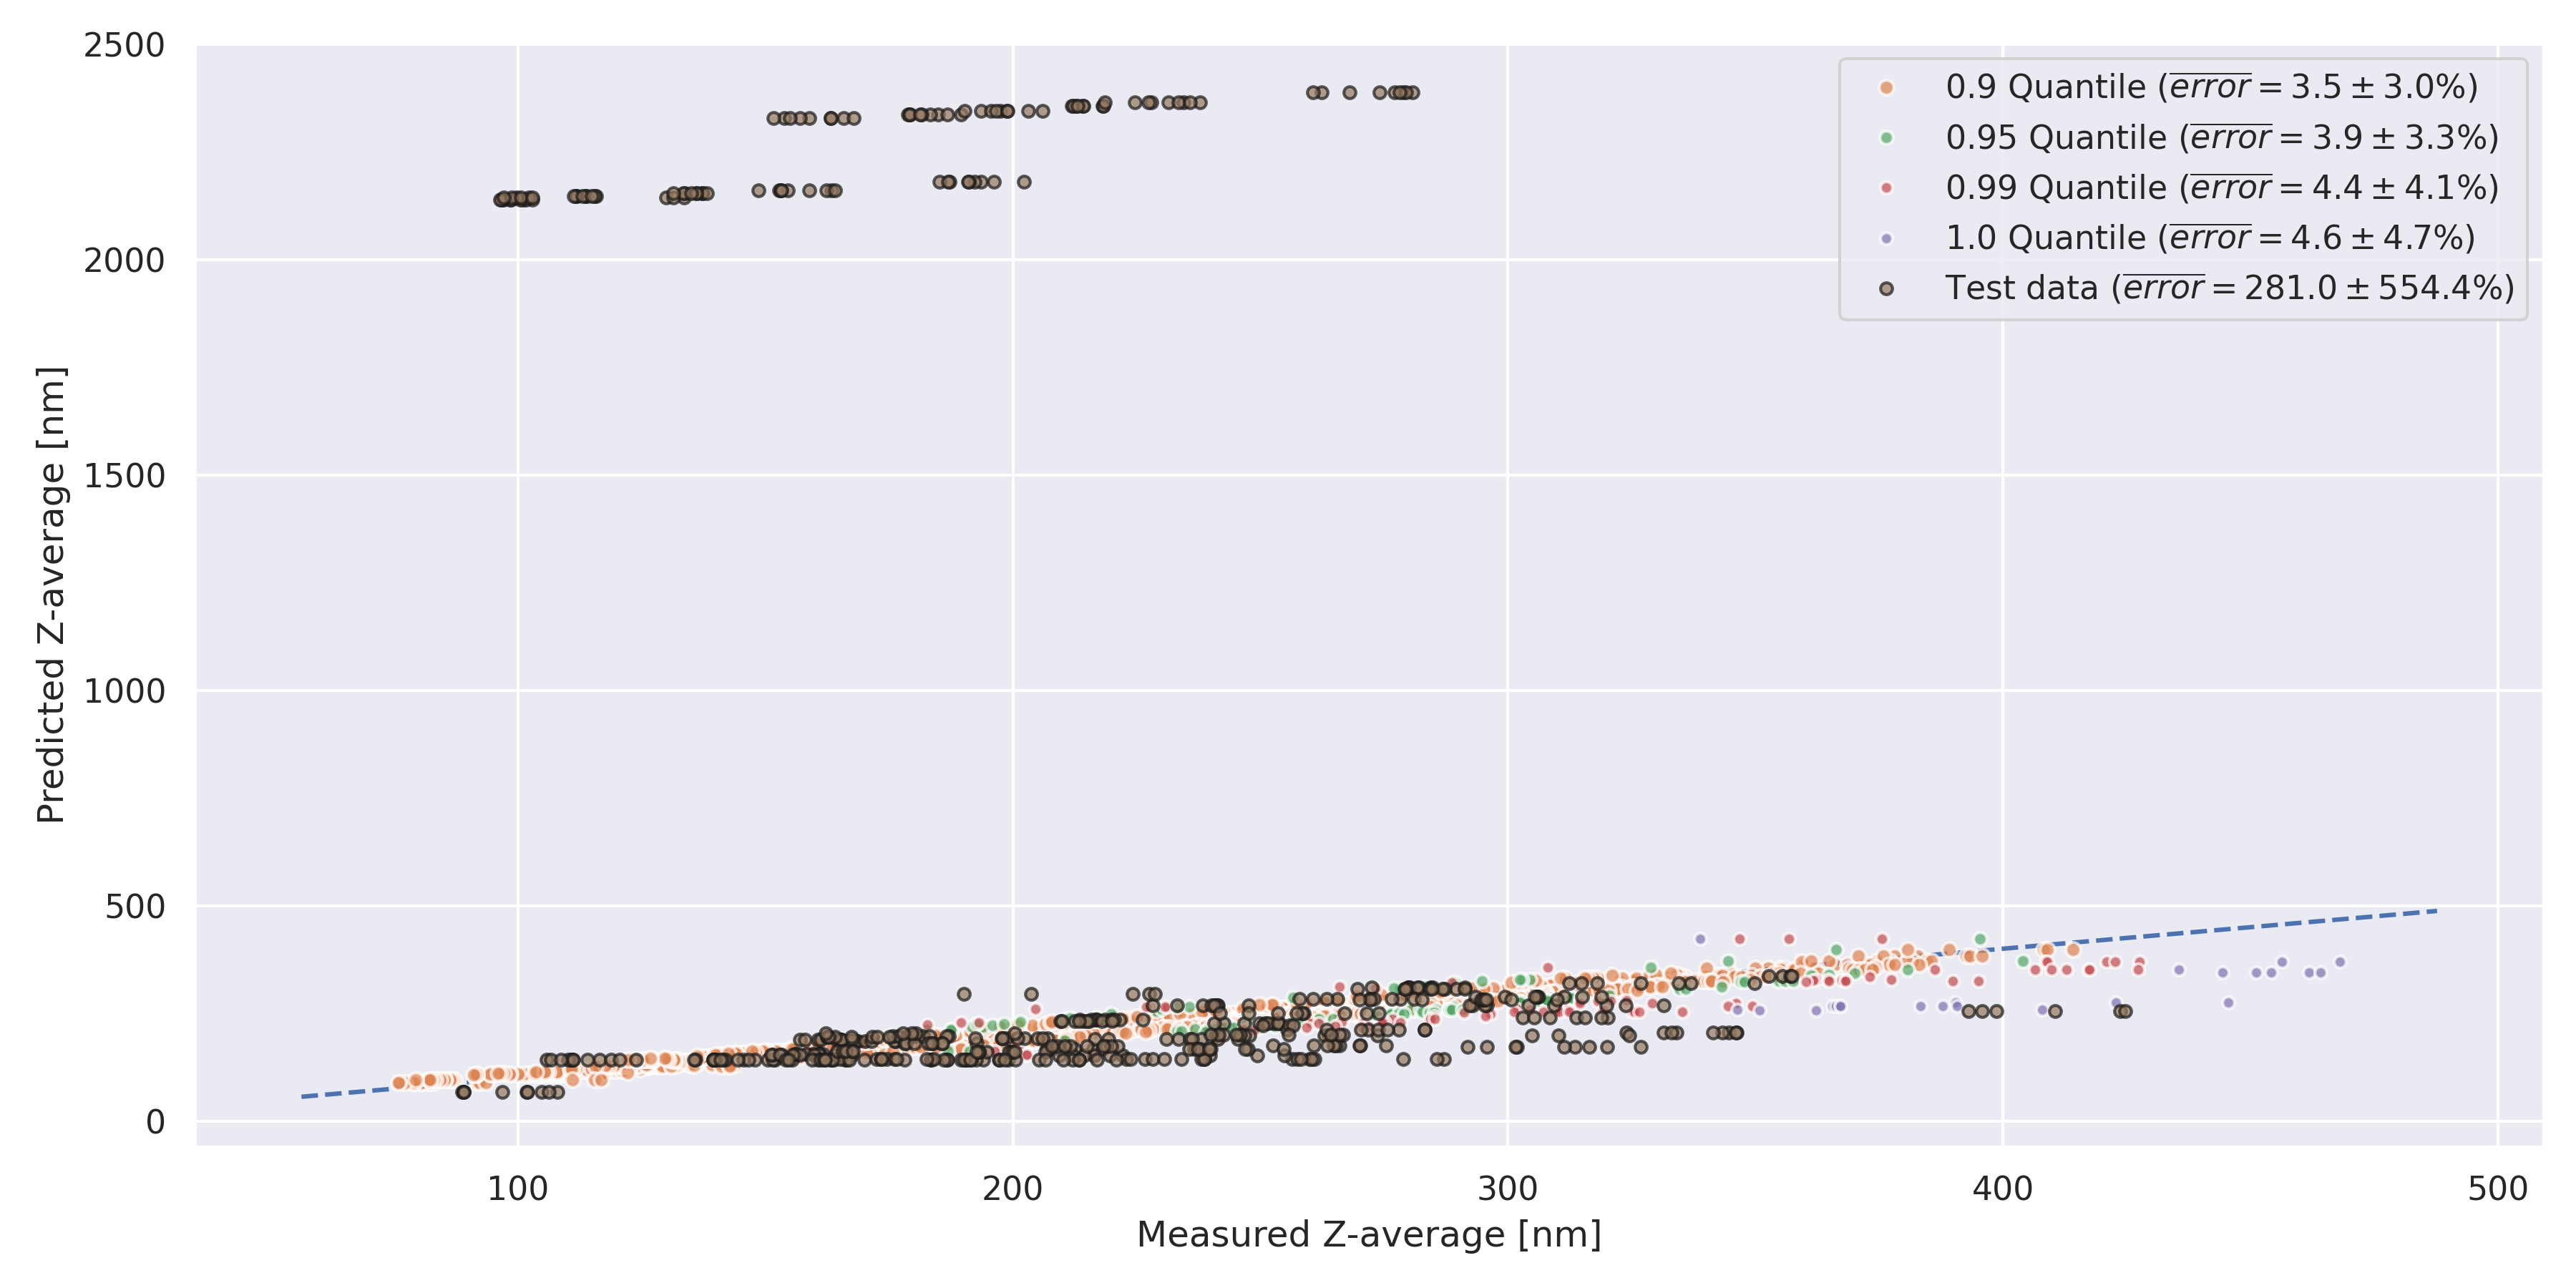 2500
2000
1500
1000
500
0
Predicted Z-average [nm]
0.9 Quantile (error = 3.5 ± 3.0%)
0.95 Quantile (error = 3.9 ± 3.3%)
0.99 Quantile (error = 4.4 ± 4.1%)
1.0 Quantile (error = 4.6 ± 4.7%)
Test data (error = 281.0 ± 554.4%)
100 200 300 400 500
Measured Z-average [nm]